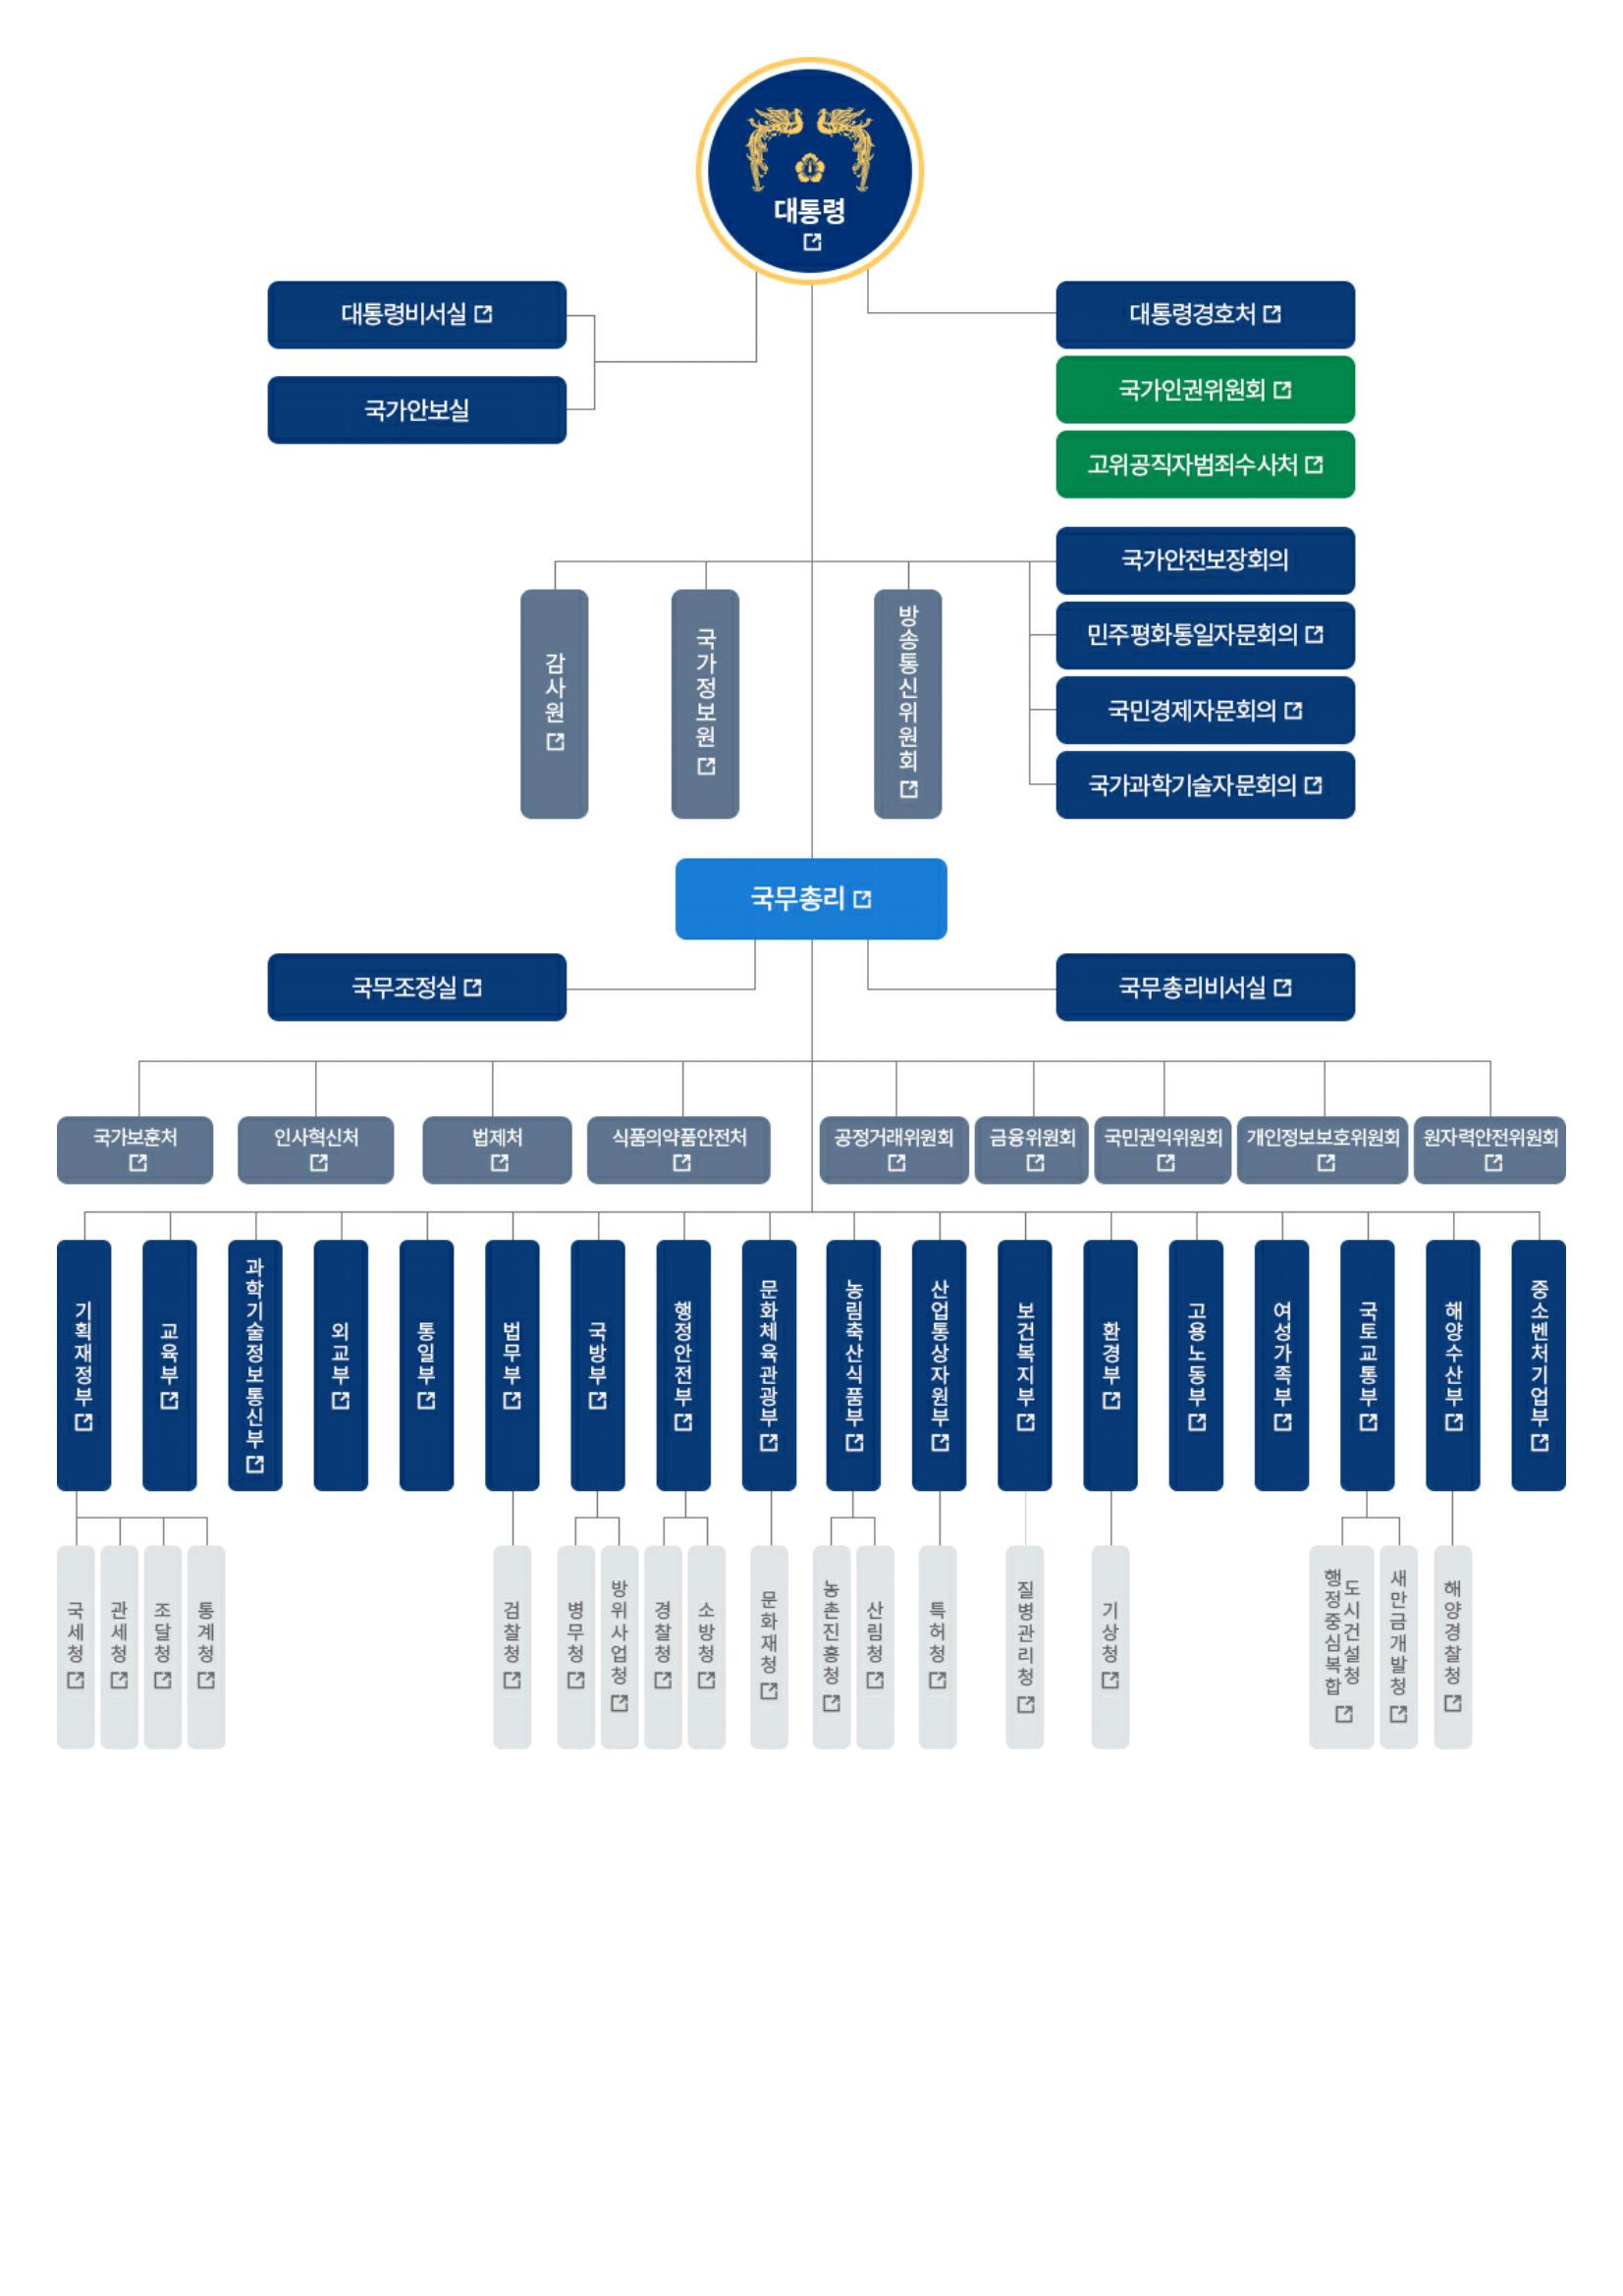 대통령
대통령비서실
국가안보실
대통령경호처
국가인권위원회
고위공직자범죄수사처
국가안전보장회의
민주평화통일자문회의
국민경제자문회의
국가과학기술자문회의
감사원
국가정보원
방송통신위원회
국무총리
국무조정실
국무총리비서실
국가보훈처
인사혁신처
법제처
식품의약품안전처
공정거래위원회
금융위원회
국민권익위원회
개인정보보호위원회
원자력안전위원회
기획재정부
교육부
과학기술정보통신부
외교부
통일부
법무부
국방부
행정안전부
문화체육관광부
농림축산식품부
산업통상자원부
보건복지부
환경부
고용노동부
여성가족부
국토교통부
해양수산부
중소벤처기업부
국세청
관세청
조달청
통계청
검찰청
병무청
방위사업청
경찰청
소방청
문화재청
농촌진흥청
산림청
특허청
질병관리청
기상청
행정중심복합
도시건설청
새만금개발청
해양경찰청